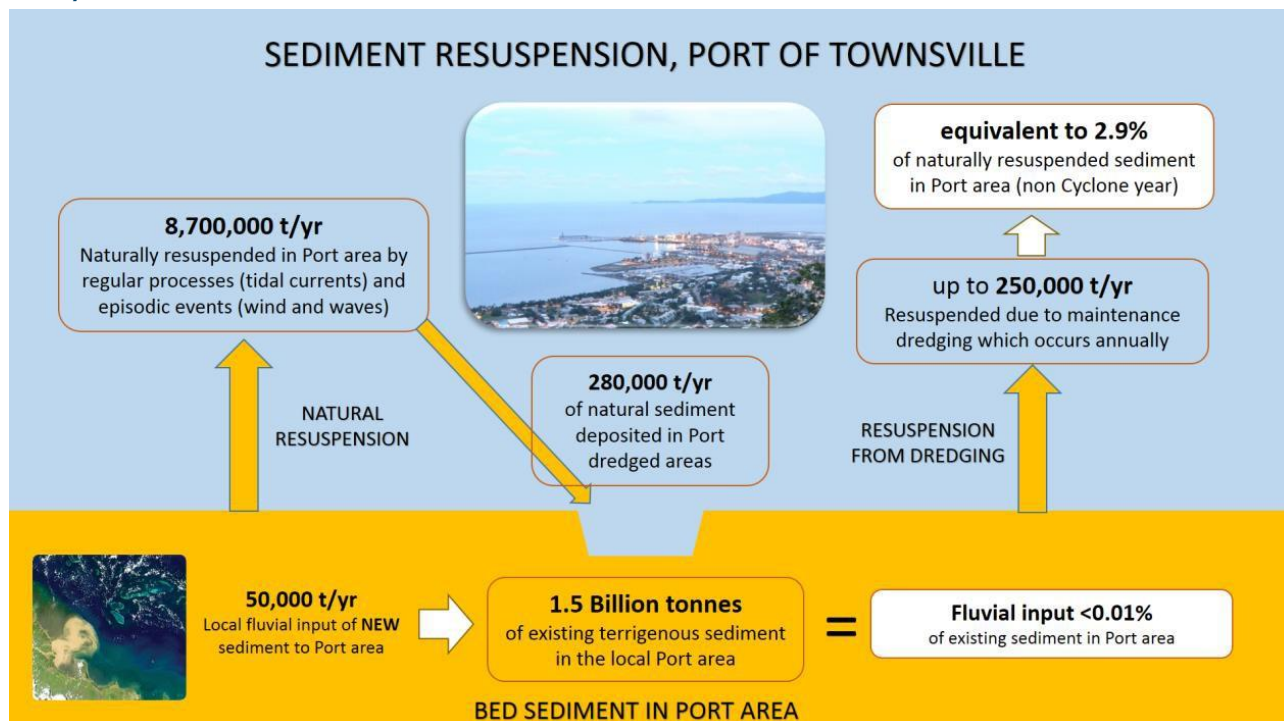 SEDIMENT RESUSPENSION, PORT OF TOWNSVILLE
8,700,000 t/yr
Naturally resuspended in Port area by
regular processes (tidal currents) and
episodic events (wind and waves)
equivalent to 2.9%
of naturally resuspended sediment
in Port area (non Cyclone year)
up to 250,000 t/yr
Resuspended due to maintenance
dredging which occurs annually
NATURAL
RESUSPENSION
280,000 t/yr
of natural sediment
deposited in Port
dredged areas
RESUSPENSION
FROM DREDGING
50,000 t/yr
Local fluvial input of NEW
sediment to Port area
1.5 Billion tonnes
of existing terrigenous sediment
in the local Port area
=
Fluvial input <0.01%
of existing sediment in Port area
BED SEDIMENT IN PORT AREA